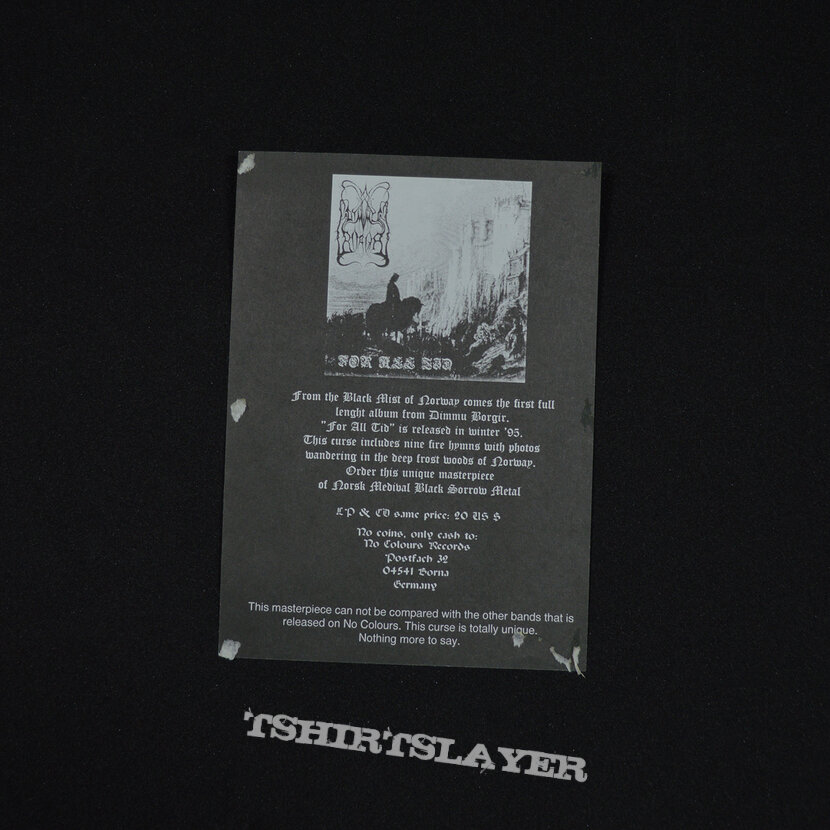 DIMMU
BORGIR
FOR ALL TID
From the Black Mist of Norway comes the first full
lenght album from Dimmu Borgir.
"For All Tid" is released in winter '95.
This curse includes nine fire hymns with photos
wandering in the deep frost woods of Norway.
Order this unique masterpiece
of Norsk Medival Black Sorrow Metal
LP & CD same price: 20 US $
No coins, only cash to:
No Colours Records
Postfach 32
04541 Borna
Germany
This masterpiece can not be compared with the other bands that is
released on No Colours. This curse is totally unique.
Nothing more to say.
TSHIRTSLAYER